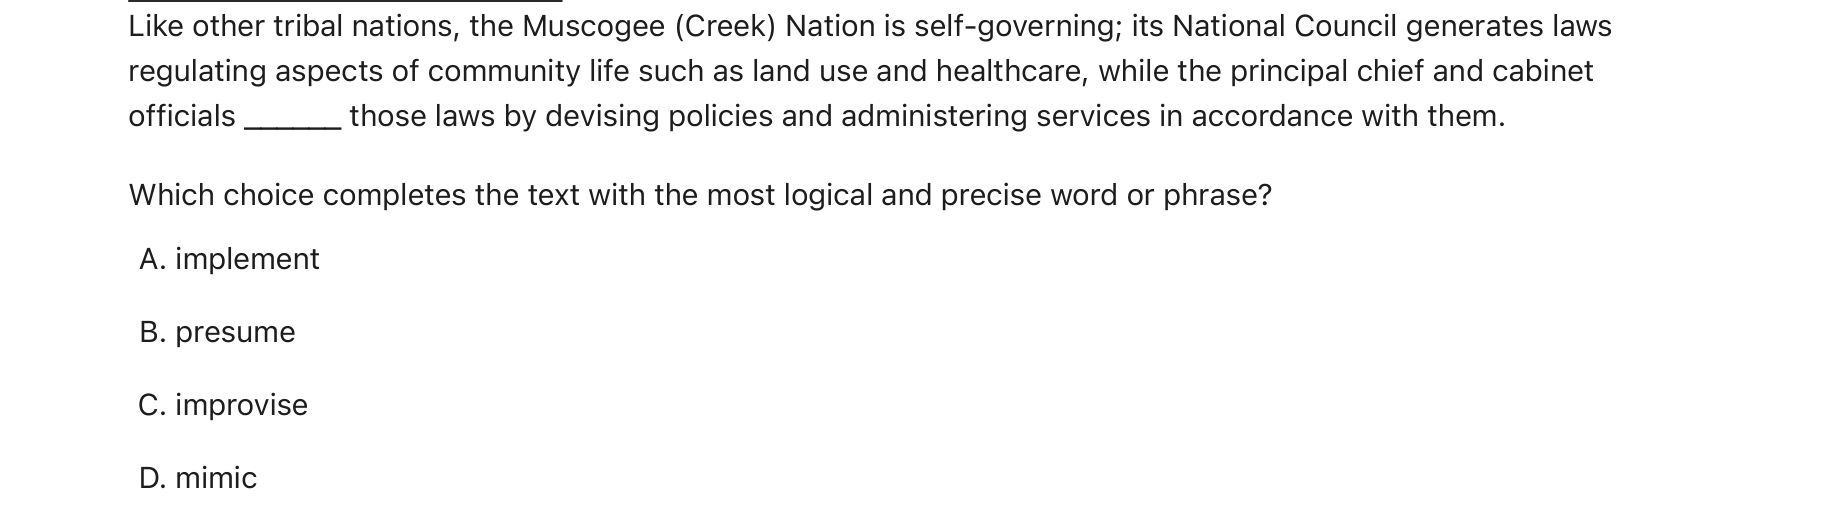 Like other tribal nations, the Muscogee (Creek) Nation is self-governing; its National Council generates laws
regulating aspects of community life such as land use and healthcare, while the principal chief and cabinet
officials ______ those laws by devising policies and administering services in accordance with them.
Which choice completes the text with the most logical and precise word or phrase?
A. implement
B. presume
C. improvise
D. mimic